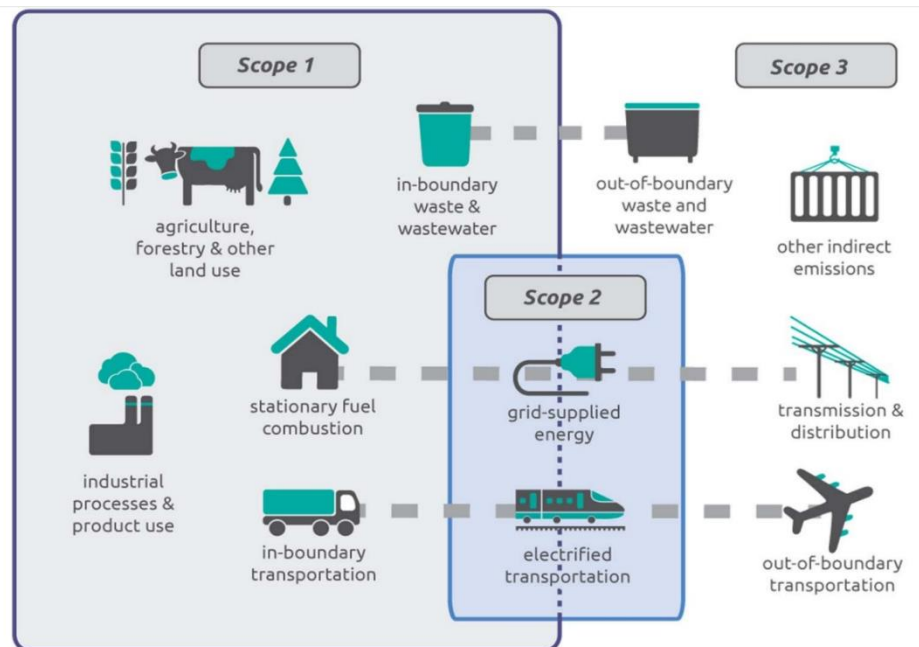 Scope 1
Scope 3
in-boundary
waste &
wastewater
out-of-boundary
waste and
wastewater
agriculture,
forestry & other
land use
other indirect
emissions
Scope 2
stationary fuel
combustion
grid-supplied
energy
transmission &
distribution
industrial
processes &
product use
in-boundary
transportation
electrified
transportation
out-of-boundary
transportation